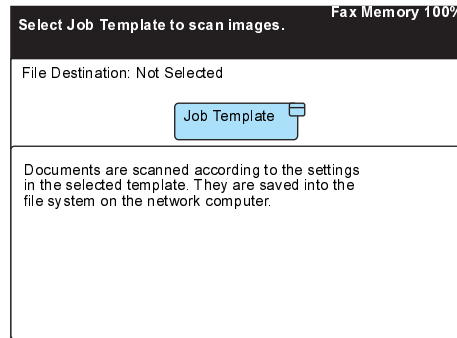 Fax Memory 100%
Select Job Template to scan images.
File Destination: Not Selected
Job Template
Documents are scanned according to the settings
in the selected template. They are saved into the
file system on the network computer.